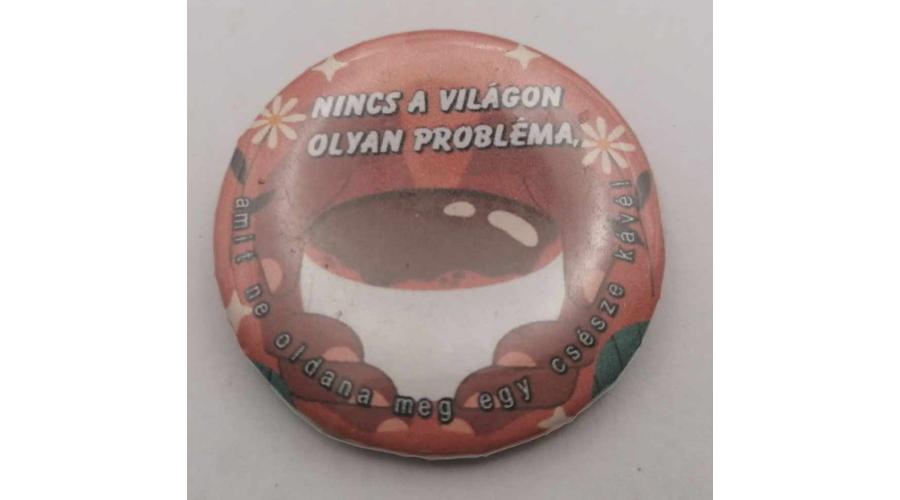 NINCS A VILÁGON
OLYAN PROBLÉMA,
amit ne oldana meg egy csésze kávé!